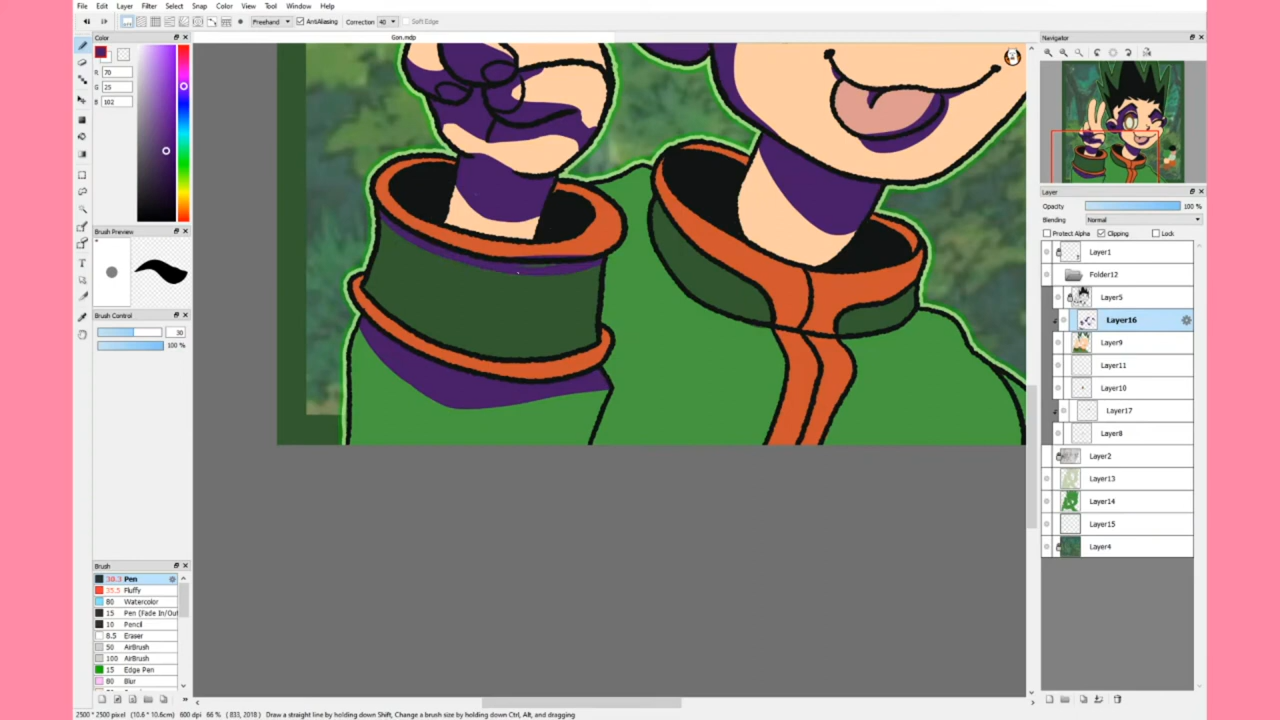 File Edit Layer Filter Select Snap Color View Tool Window Help
Freehand AntiAliasing Correction 40 Soft Edge
Color
Gon.mdp
Navigator
R 70
G 25
B 102
Brush Preview
Brush Control
30
100 %
Layer
Opacity 100 %
Blending Normal
Protect Alpha Clipping Lock
Layer1
Folder12
Layer5
Layer16
Layer9
Layer11
Layer10
Layer17
Layer8
Layer2
Layer13
Layer14
Layer15
Layer4
Brush
30.3 Pen
35.5 Fluffy
80 Watercolor
15 Pen (Fade In/Out
10 Pencil
8.5 Eraser
50 AirBrush
100 AirBrush
15 Edge Pen
80 Blur
2500 * 2500 pixel (10.6 * 10.6cm) 600 dpi 66 % ( 833, 2018 ) Draw a straight line by holding down Shift, Change a brush size by holding down Ctrl, Alt, and dragging